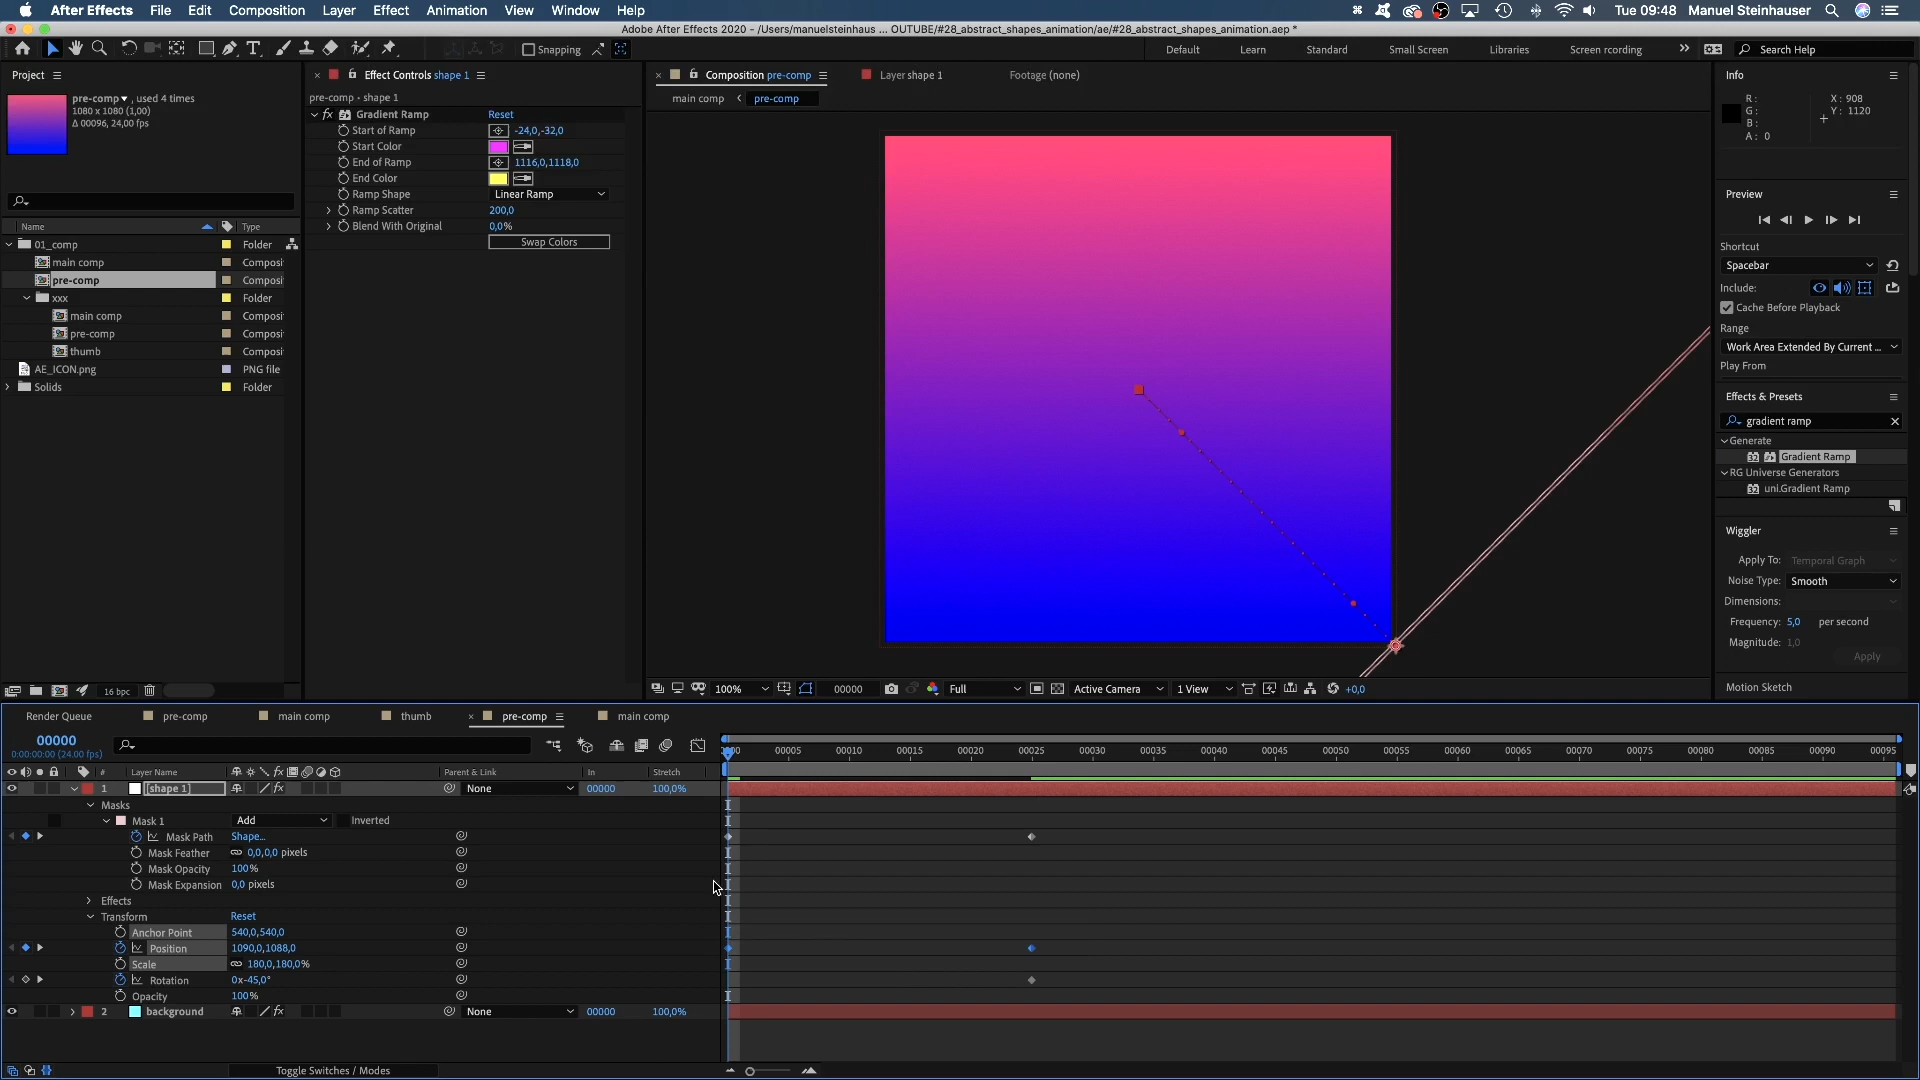 After Effects File Edit Composition Layer Effect Animation View Window Help Tue 09:48 Manuel Steinhauser
Adobe After Effects 2020 - /Users/manuelsteinhaus ... OUTUBE/#28_abstract_shapes_animation/ae/#28_abstract_shapes_animation.aep *
Snapping Default Learn Standard Small Screen Libraries Screen rcording Search Help
Project
pre-comp , used 4 times
1080 x 1080 (1,00)
Δ 00096, 24,00 fps
Name Type
01_comp Folder
main comp Composi
pre-comp Composi
xxx Folder
main comp Composi
pre-comp Composi
thumb Composi
AE_ICON.png PNG file
Solids Folder
16 bpc
Effect Controls shape 1
pre-comp • shape 1
fx Gradient Ramp Reset
Start of Ramp -24,0,-32,0
Start Color
End of Ramp 1116,0,1118,0
End Color
Ramp Shape Linear Ramp
Ramp Scatter 200,0
Blend With Original 0,0%
Swap Colors
Composition pre-comp Layer shape 1 Footage (none)
main comp pre-comp
100% 00000 Full Active Camera 1 View +0,0
Info
R: X: 908
G: Y: 1120
B:
A: 0
Preview
Shortcut
Spacebar
Include:
Cache Before Playback
Range
Work Area Extended By Current ...
Play From
Effects & Presets
gradient ramp
Generate
Gradient Ramp
RG Universe Generators
uni.Gradient Ramp
Wiggler
Apply To: Temporal Graph
Noise Type: Smooth
Dimensions:
Frequency: 5,0 per second
Magnitude: 1,0
Apply
Motion Sketch
Render Queue pre-comp main comp thumb pre-comp main comp
00000
0:00:00:00 (24.00 fps)
00005 00010 00015 00020 00025 00030 00035 00040 00045 00050 00055 00060 00065 00070 00075 00080 00085 00090 00095
# Layer Name Parent & Link In Stretch
1 [shape 1] None 00000 100,0%
Masks
Mask 1 Add Inverted
Mask Path Shape...
Mask Feather 0,0,0,0 pixels
Mask Opacity 100%
Mask Expansion 0,0 pixels
Effects
Transform Reset
Anchor Point 540,0,540,0
Position 1090,0,1088,0
Scale 180,0,180,0%
Rotation 0x-45,0°
Opacity 100%
2 background None 00000 100,0%
Toggle Switches / Modes